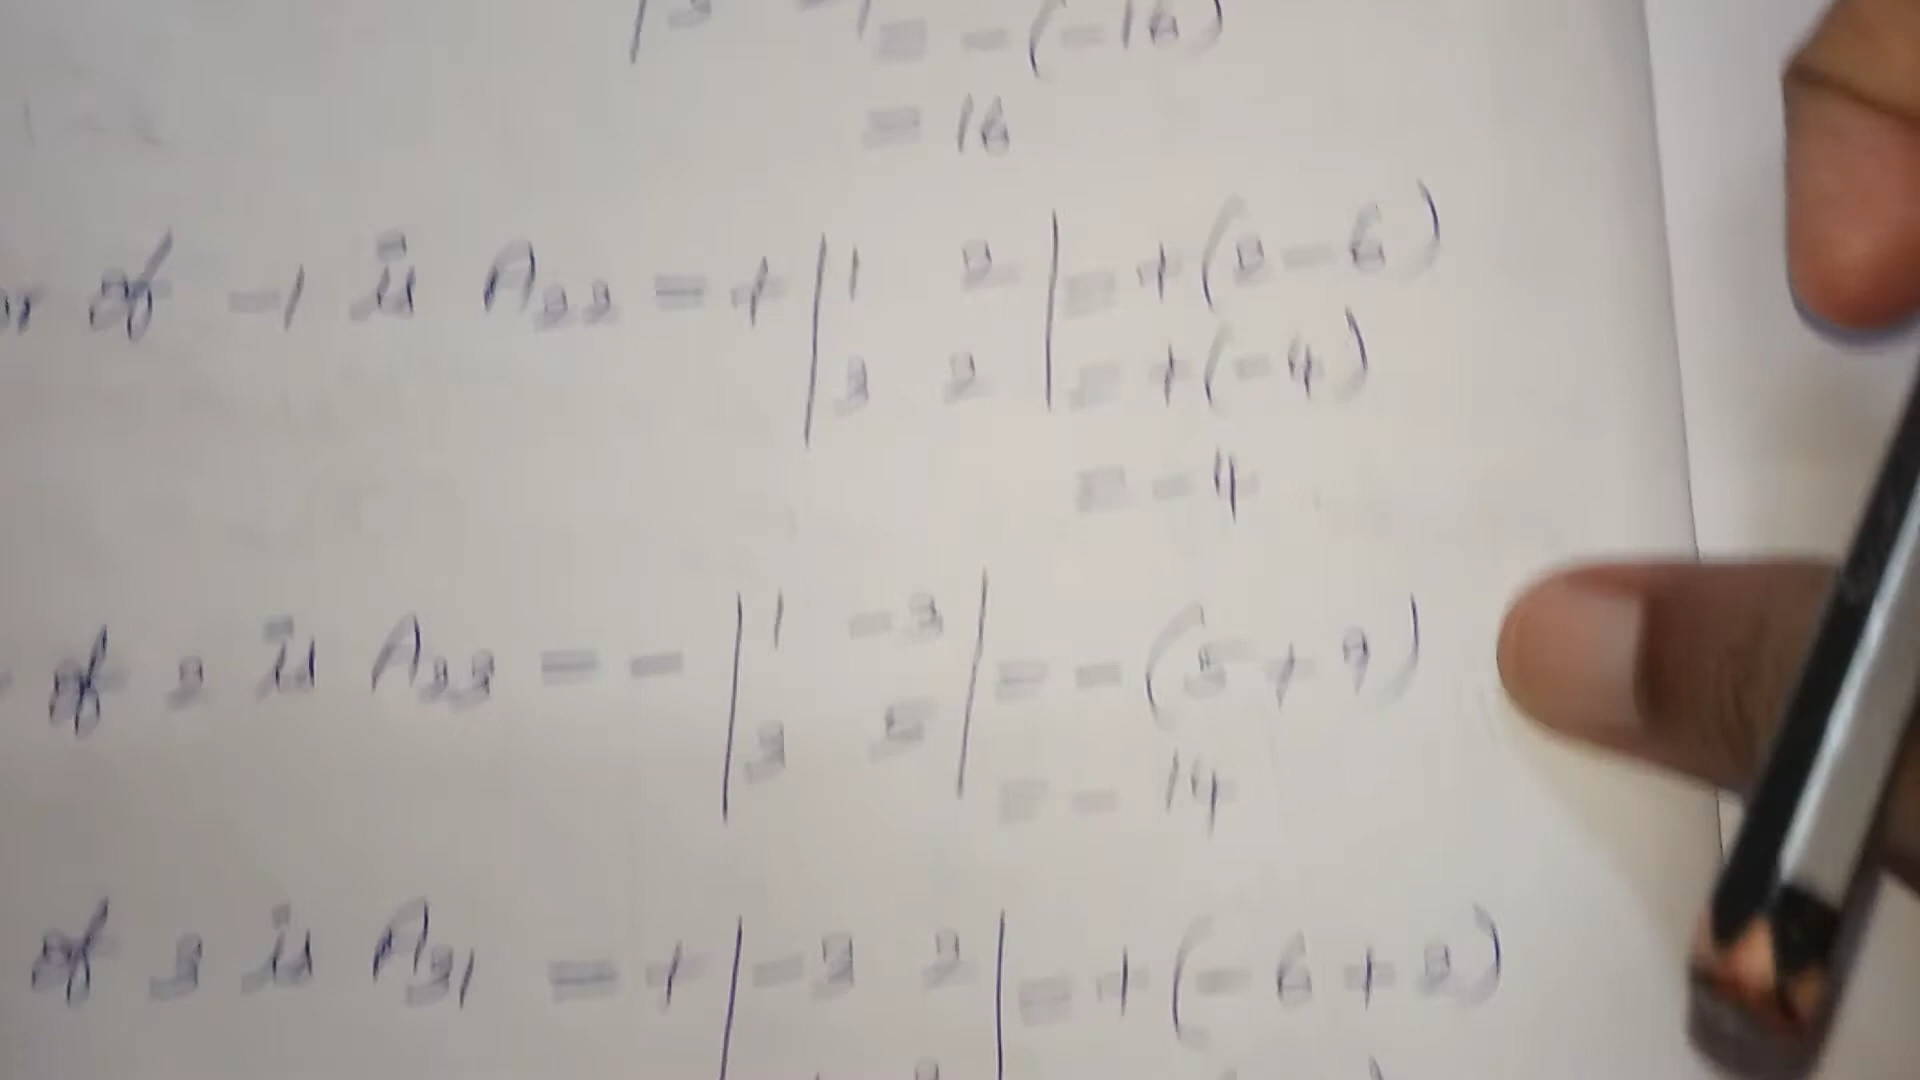 = -(-16)
= 16
of -1 is A22 = + | 1 2 | = +(2-6)
| 3 2 | = +(-4)
= -4
of 2 is A23 = - | 1 -3 | = -(5+9)
| 3 5 | = - 14
of 3 is A31 = + | -3 2 | = +(-6+2)